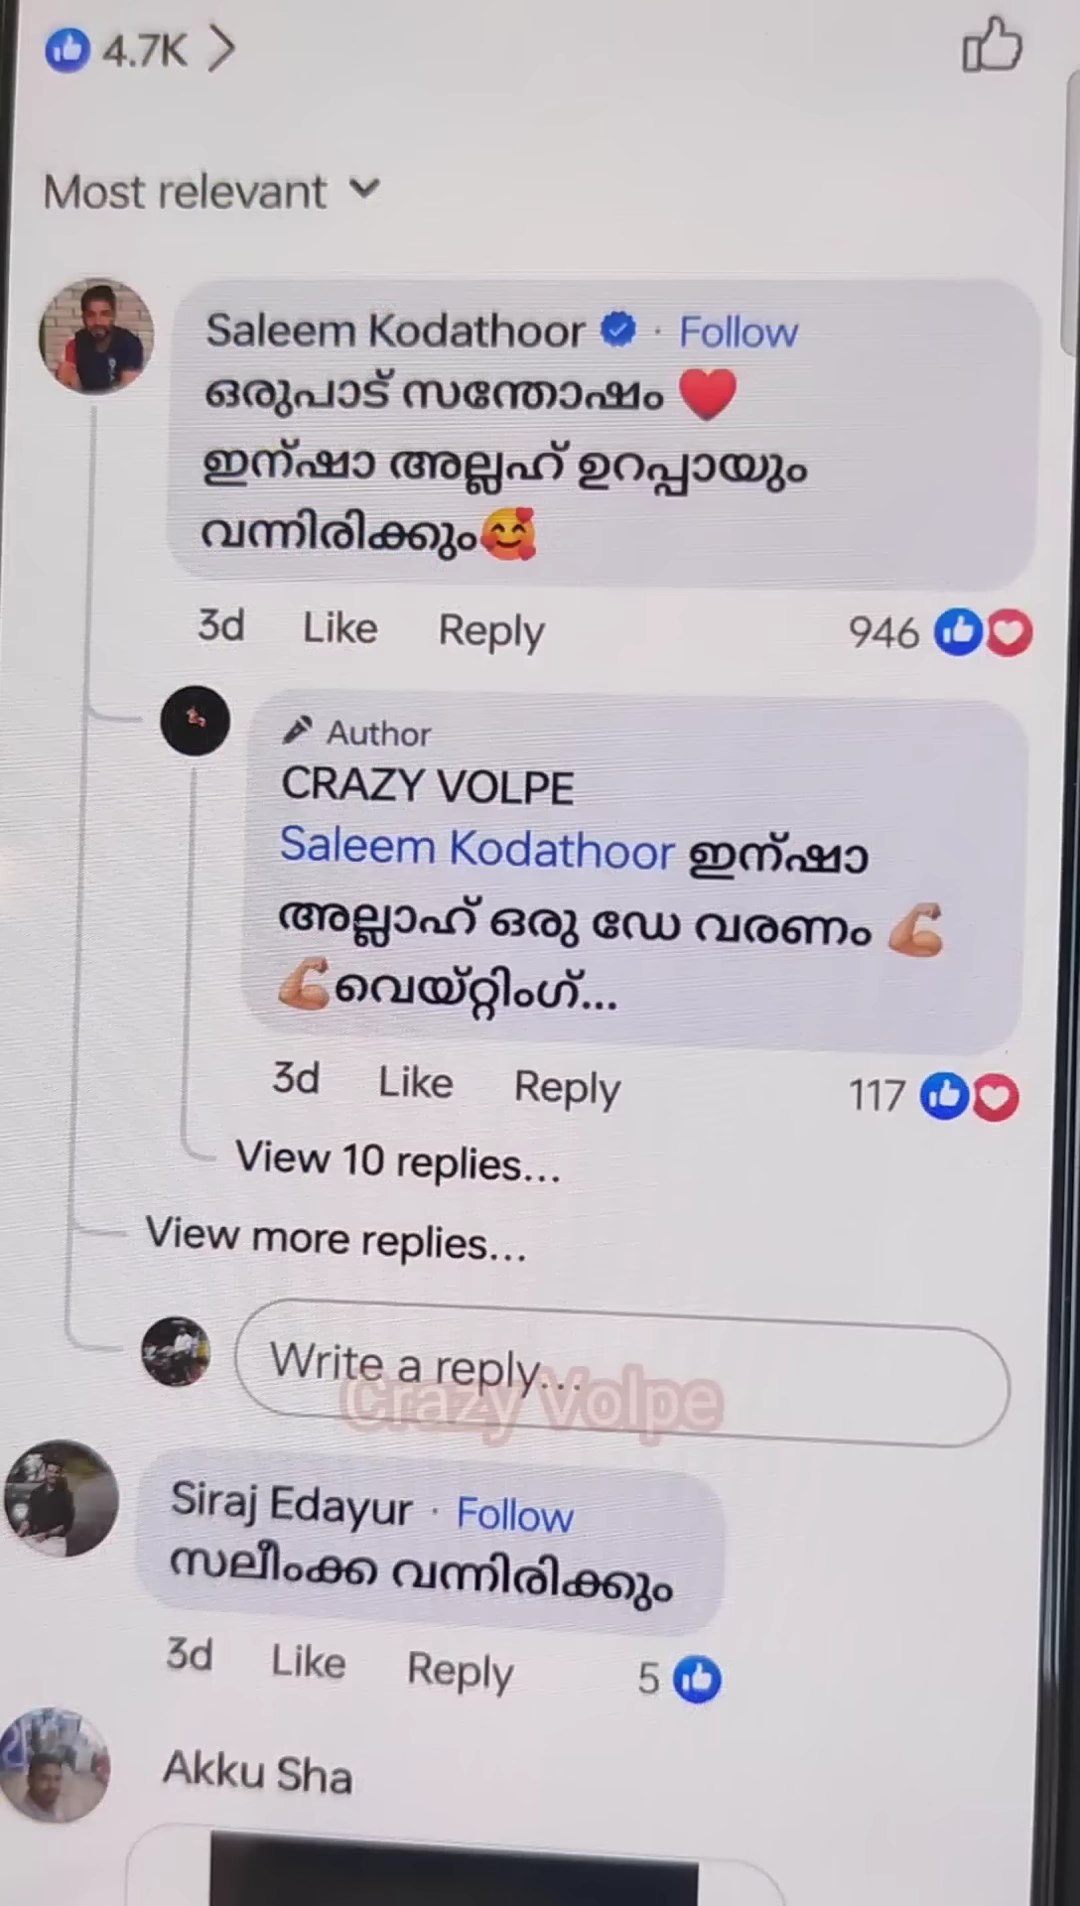 4.7K
Most relevant
Saleem Kodathoor · Follow
ഒരുപാട് സന്തോഷം ❤️
ഇന്ഷാ അല്ലഹ് ഉറപ്പായും
വന്നിരിക്കും🥰
3d Like Reply 946
Author
CRAZY VOLPE
Saleem Kodathoor ഇന്ഷാ
അല്ലാഹ് ഒരു ഡേ വരണം 💪🏼
💪🏼വെയ്റ്റിംഗ്...
3d Like Reply 117
View 10 replies...
View more replies...
Write a reply...
Crazy Volpe
Siraj Edayur · Follow
സലീംക്ക വന്നിരിക്കും
3d Like Reply 5
Akku Sha